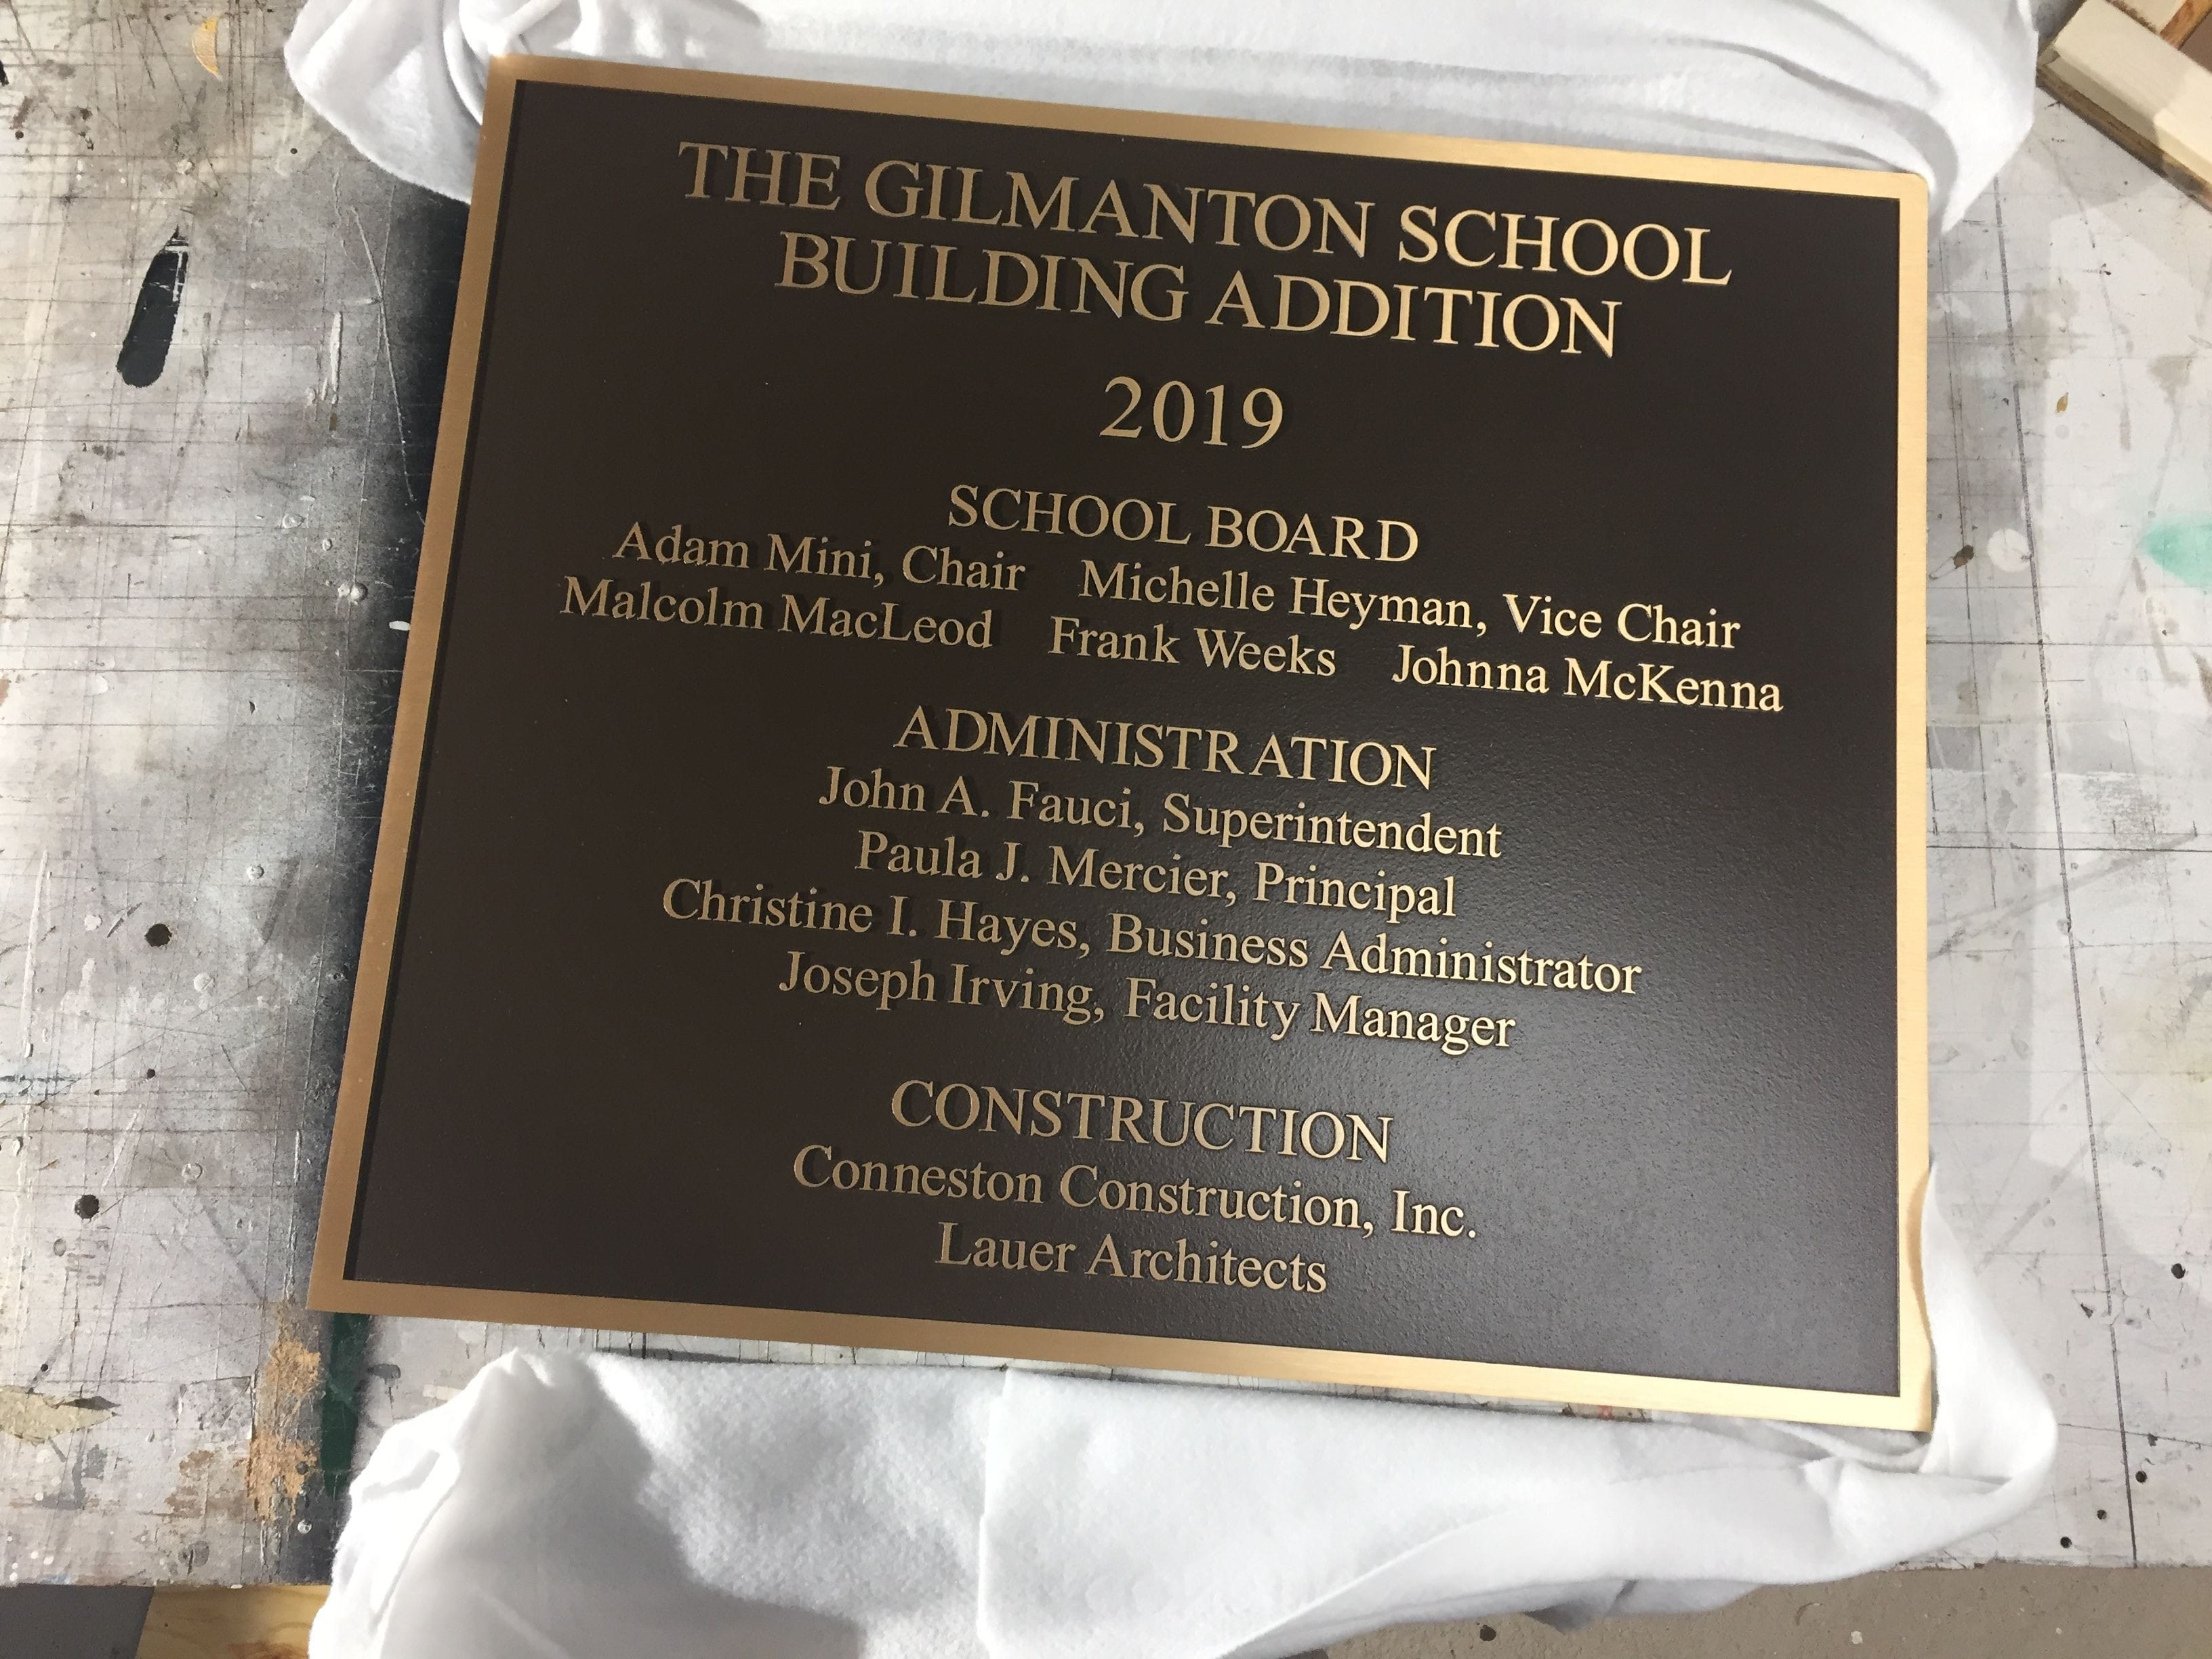 THE GILMANTON SCHOOL
BUILDING ADDITION
2019
SCHOOL BOARD
Adam Mini, Chair Michelle Heyman, Vice Chair
Malcolm MacLeod Frank Weeks Johnna McKenna
ADMINISTRATION
John A. Fauci, Superintendent
Paula J. Mercier, Principal
Christine I. Hayes, Business Administrator
Joseph Irving, Facility Manager
CONSTRUCTION
Conneston Construction, Inc.
Lauer Architects